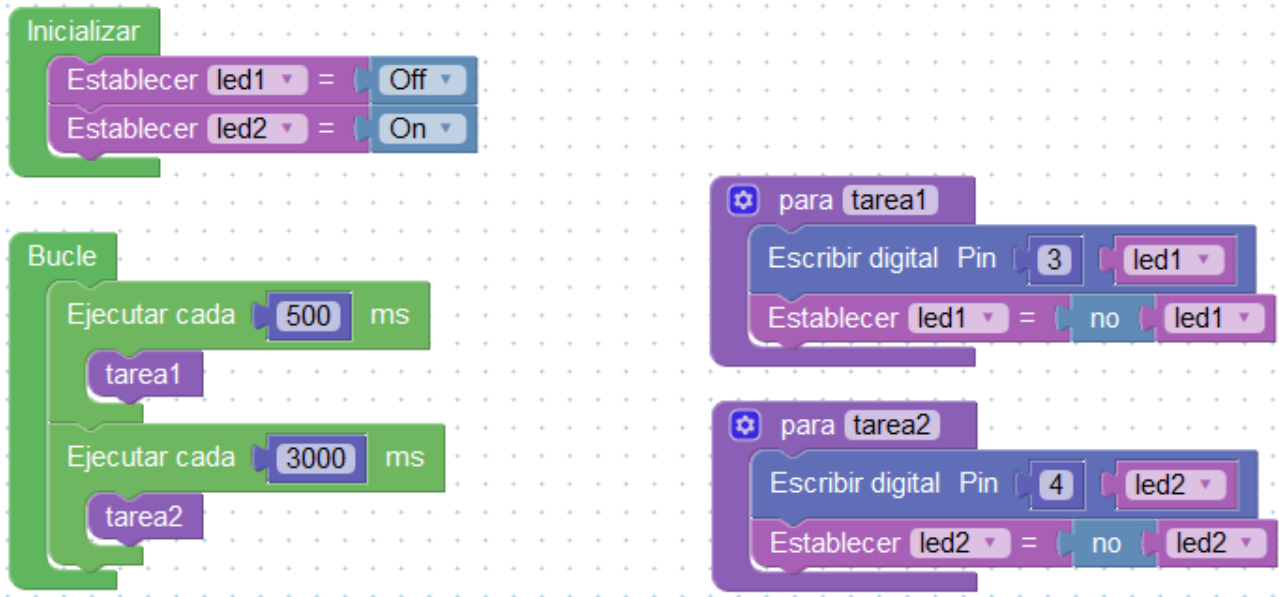 Inicializar
Establecer led1 = Off
Establecer led2 = On
Bucle
Ejecutar cada 500 ms
tarea1
Ejecutar cada 3000 ms
tarea2
para tarea1
Escribir digital Pin 3 led1
Establecer led1 = no led1
para tarea2
Escribir digital Pin 4 led2
Establecer led2 = no led2